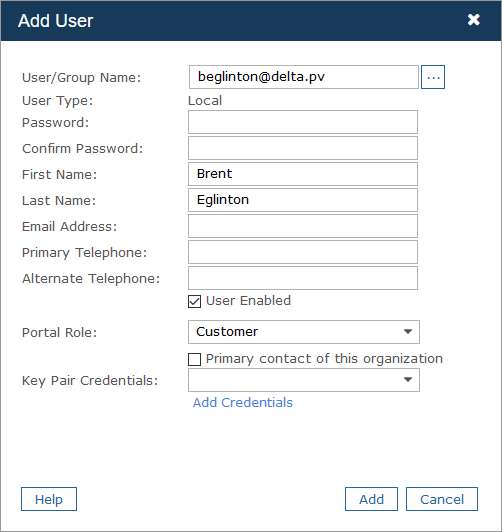 Add User
User/Group Name: beglinton@delta.pv ...
User Type: Local
Password:
Confirm Password:
First Name: Brent
Last Name: Eglinton
Email Address:
Primary Telephone:
Alternate Telephone:
User Enabled
Portal Role: Customer
Primary contact of this organization
Key Pair Credentials:
Add Credentials
Help Add Cancel